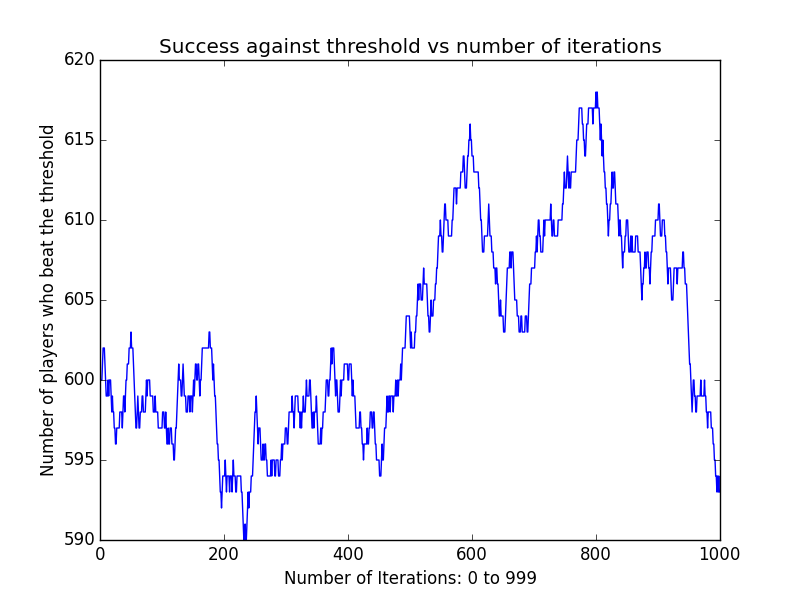 Success against threshold vs number of iterations
620
615
610
605
600
595
590
Number of players who beat the threshold
0 200 400 600 800 1000
Number of Iterations: 0 to 999